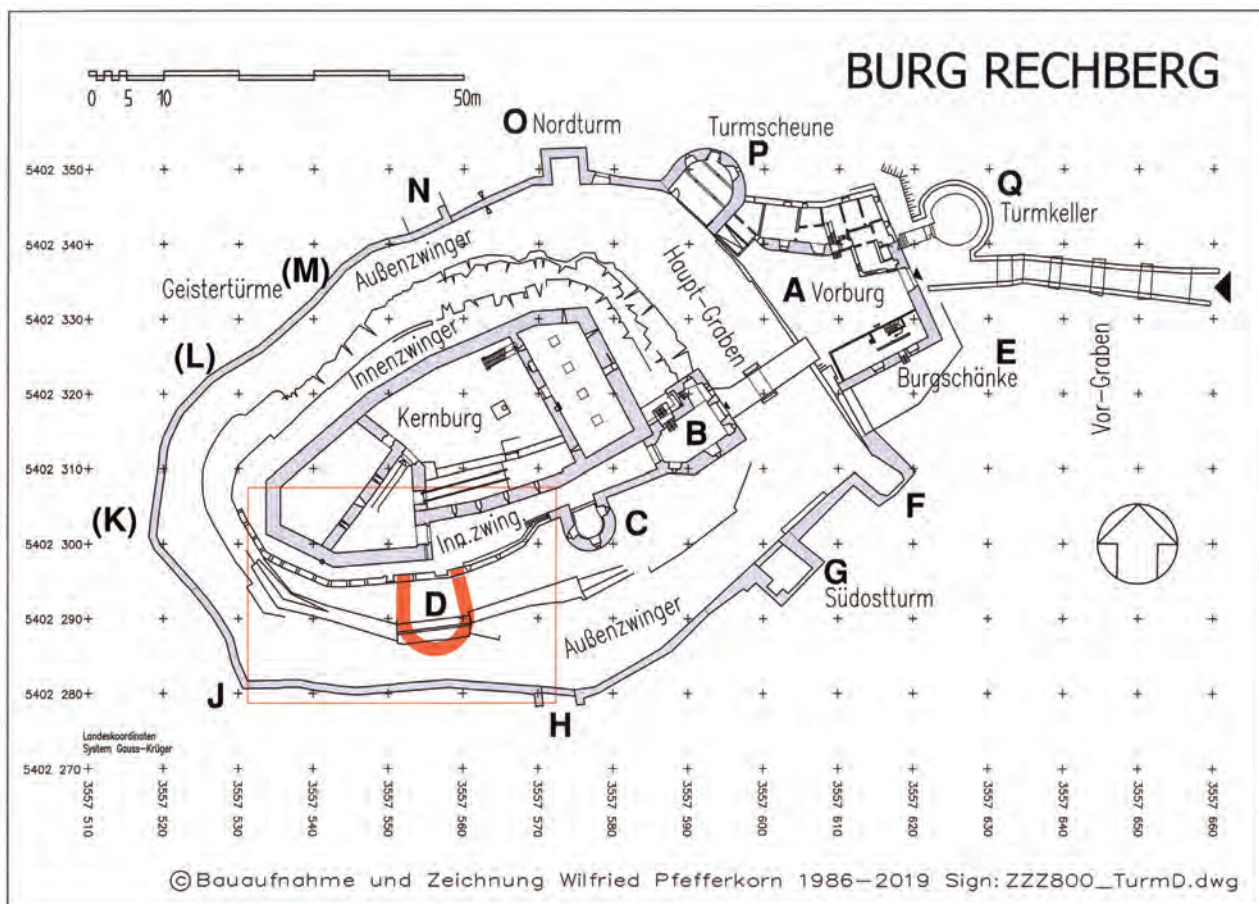 BURG RECHBERG
0 5 10 50m
O Nordturm
Turmscheune
P
5402 350
N
Q
Turmkeller
5402 340
Außenzwinger
(M)
Geistertürme
Haupt-Graben
A Vorburg
5402 330
(L)
Innenzwinger
E
Burgschänke
Vor-Graben
5402 320
Kernburg
B
5402 310
(K)
Inn.zwing
C
F
5402 300
G
Südostturm
D
5402 290
Außenzwinger
J
5402 280
H
Landeskoordinaten
System Gauss-Krüger
5402 270
3557 510
3557 520
3557 530
3557 540
3557 550
3557 560
3557 570
3557 580
3557 590
3557 600
3557 610
3557 620
3557 630
3557 640
3557 650
3557 660
©Bauaufnahme und Zeichnung Wilfried Pfefferkorn 1986-2019 Sign: ZZZ800_TurmD.dwg